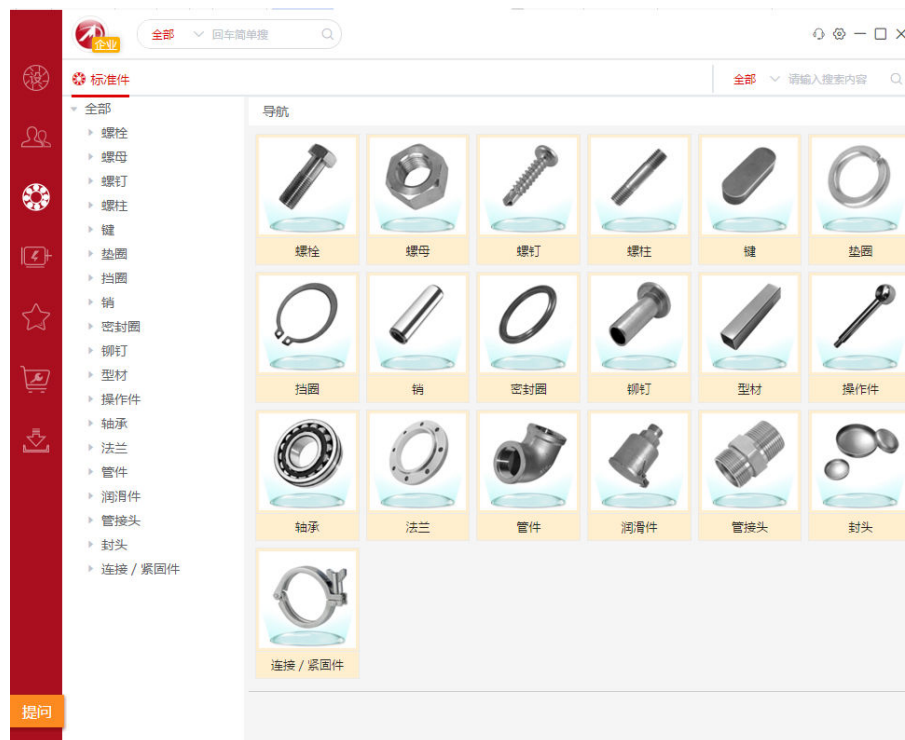 企业
全部
回车简单搜
标准件
全部
请输入搜索内容
全部
螺栓
螺母
螺钉
螺柱
键
垫圈
挡圈
销
密封圈
铆钉
型材
操作件
轴承
法兰
管件
润滑件
管接头
封头
连接 / 紧固件
导航
螺栓
螺母
螺钉
螺柱
键
垫圈
挡圈
销
密封圈
铆钉
型材
操作件
轴承
法兰
管件
润滑件
管接头
封头
连接 / 紧固件
提问